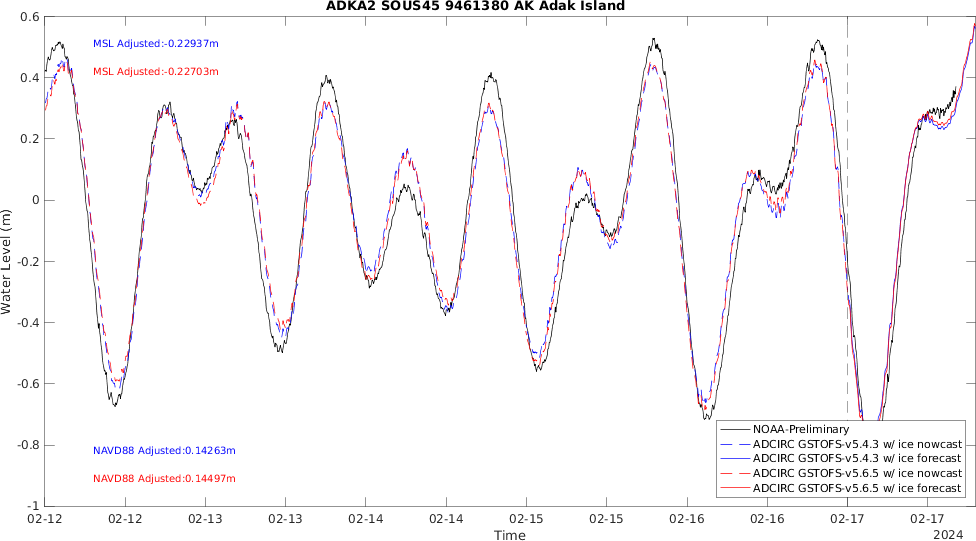 ADKA2 SOUS45 9461380 AK Adak Island
MSL Adjusted:-0.22937m
MSL Adjusted:-0.22703m
NAVD88 Adjusted:0.14263m
NAVD88 Adjusted:0.14497m
Water Level (m)
0.6
0.4
0.2
0
-0.2
-0.4
-0.6
-0.8
-1
NOAA-Preliminary
ADCIRC GSTOFS-v5.4.3 w/ ice nowcast
ADCIRC GSTOFS-v5.4.3 w/ ice forecast
ADCIRC GSTOFS-v5.6.5 w/ ice nowcast
ADCIRC GSTOFS-v5.6.5 w/ ice forecast
02-12 02-12 02-13 02-13 02-14 02-14 02-15 02-15 02-16 02-16 02-17 02-17
Time
2024